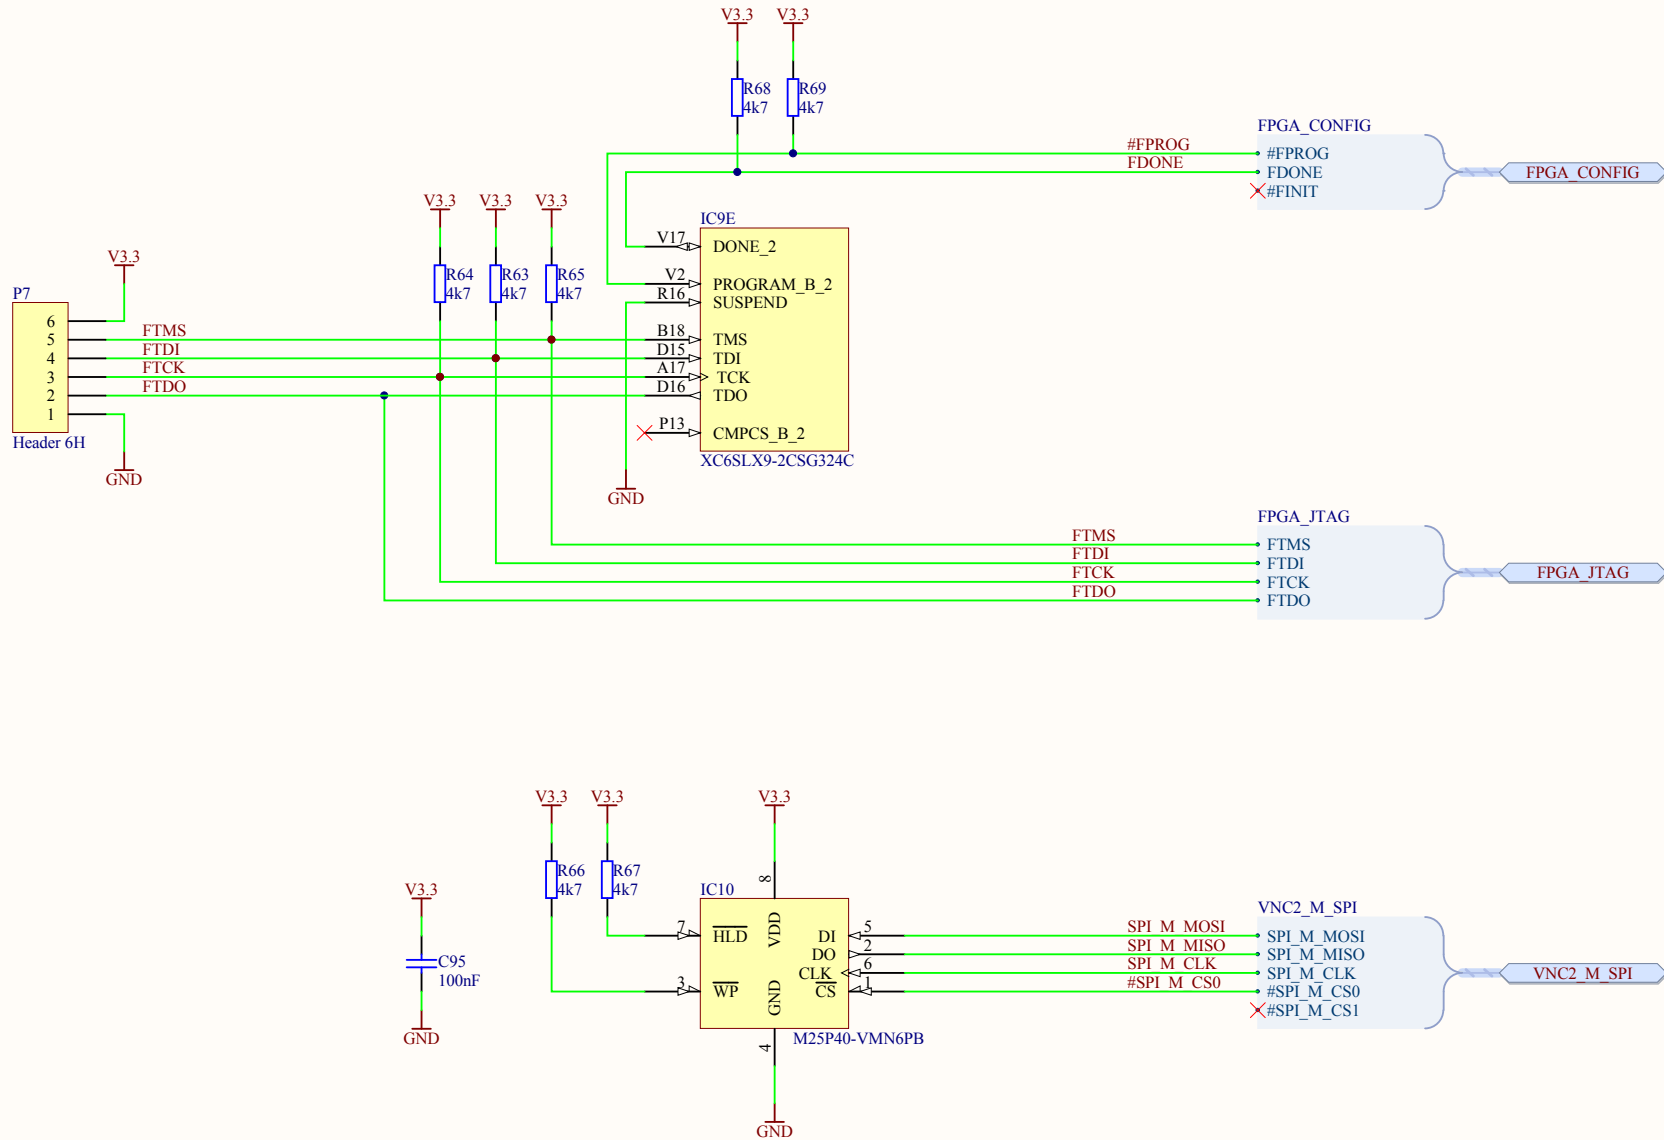 V3.3 V3.3
R68 R69
4k7 4k7
FPGA_CONFIG
#FPROG #FPROG
FDONE FDONE FPGA_CONFIG
#FINIT
V3.3 V3.3 V3.3
IC9E
V17 DONE_2
V3.3
R64 R63 R65
4k7 4k7 4k7
V2 PROGRAM_B_2
R16 SUSPEND
P7
6
5 FTMS B18 TMS
4 FTDI D15 TDI
3 FTCK A17 TCK
2 FTDO D16 TDO
1
P13 CMPCS_B_2
Header 6H
XC6SLX9-2CSG324C
GND
GND
FPGA_JTAG
FTMS FTMS
FTDI FTDI
FTCK FTCK FPGA_JTAG
FTDO FTDO
V3.3 V3.3 V3.3
R66 R67
4k7 4k7
8
V3.3
IC10
VNC2_M_SPI
7 HLD VDD DI 5 SPI_M_MOSI SPI_M_MOSI
DO 2 SPI_M_MISO SPI_M_MISO
C95
100nF
CLK 6 SPI_M_CLK SPI_M_CLK VNC2_M_SPI
3 WP GND CS 1 #SPI_M_CS0 #SPI_M_CS0
#SPI_M_CS1
GND
4
M25P40-VMN6PB
GND